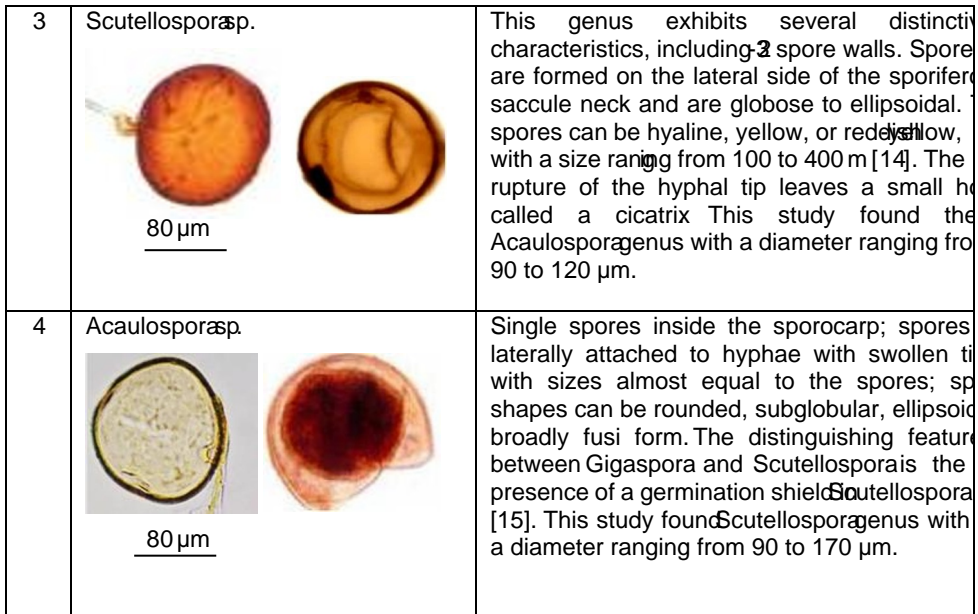 3
Scutellospora sp.
80 µm
This genus exhibits several distinctiv
characteristics, including 2-3 spore walls. Spore
are formed on the lateral side of the sporifero
saccule neck and are globose to ellipsoidal. T
spores can be hyaline, yellow, or reddish yellow,
with a size ranging from 100 to 400 m [14]. The
rupture of the hyphal tip leaves a small ho
called a cicatrix This study found the
Acaulospora genus with a diameter ranging fro
90 to 120 µm.
4
Acaulospora sp.
80 µm
Single spores inside the sporocarp; spores
laterally attached to hyphae with swollen ti
with sizes almost equal to the spores; sp
shapes can be rounded, subglobular, ellipsoid
broadly fusi form. The distinguishing feature
between Gigaspora and Scutellospora is the
presence of a germination shield in Scutellospora
[15]. This study found Scutellospora genus with
a diameter ranging from 90 to 170 µm.